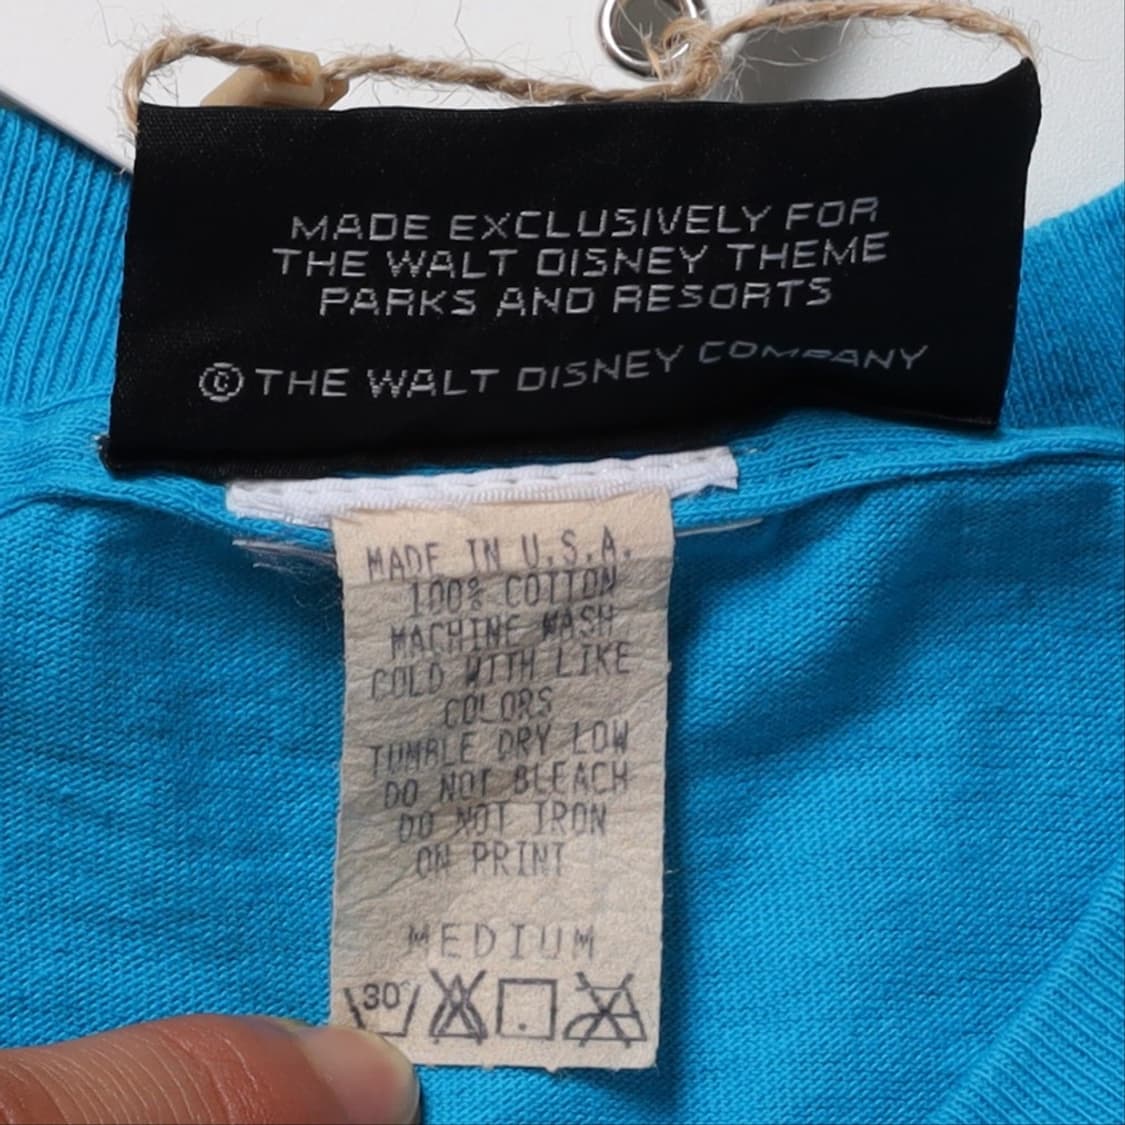 MADE EXCLUSIVELY FOR
THE WALT DISNEY THEME
PARKS AND RESORTS
© THE WALT DISNEY COMPANY
MADE IN U.S.A.
100% COTTON
MACHINE WASH
COLD WITH LIKE
COLORS
TUMBLE DRY LOW
DO NOT BLEACH
DO NOT IRON
ON PRINT
MEDIUM
30°